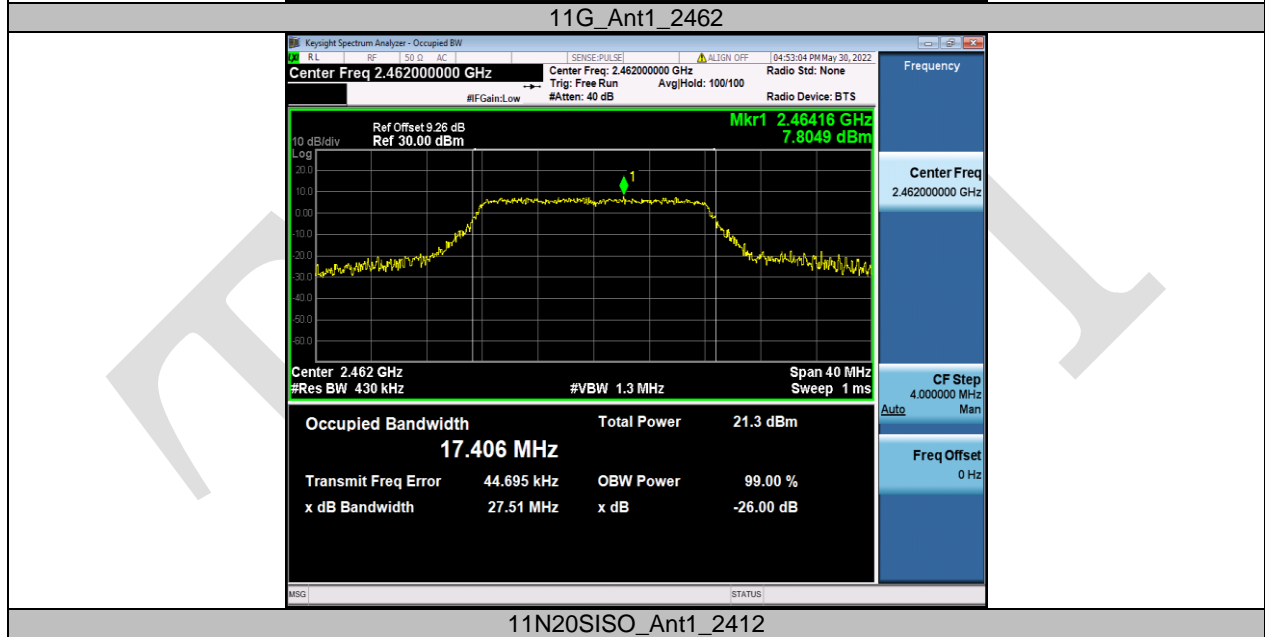 11G_Ant1_2462
Keysight Spectrum Analyzer - Occupied BW
RL RF 50 Ω AC SENSE:PULSE ALIGN OFF 04:53:04 PM May 30, 2022
Center Freq 2.462000000 GHz Center Freq: 2.462000000 GHz Radio Std: None
Trig: Free Run Avg|Hold: 100/100
#IFGain:Low #Atten: 40 dB Radio Device: BTS
Frequency
Mkr1 2.46416 GHz
7.8049 dBm
Ref Offset 9.26 dB
10 dB/div Ref 30.00 dBm
Log
20.0
10.0
0.00
-10.0
-20.0
-30.0
-40.0
-50.0
-60.0
1
Center 2.462 GHz Span 40 MHz
#Res BW 430 kHz #VBW 1.3 MHz Sweep 1 ms
Center Freq
2.462000000 GHz
CF Step
4.000000 MHz
Auto Man
Freq Offset
0 Hz
Occupied Bandwidth Total Power 21.3 dBm
17.406 MHz
Transmit Freq Error 44.695 kHz OBW Power 99.00 %
x dB Bandwidth 27.51 MHz x dB -26.00 dB
MSG STATUS
11N20SISO_Ant1_2412